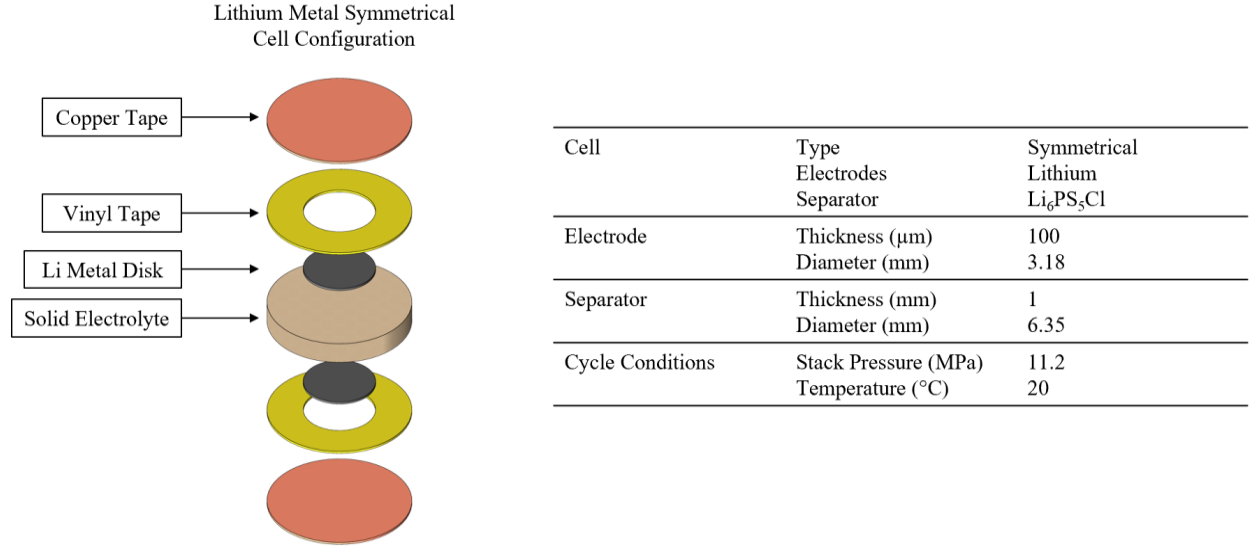 Lithium Metal Symmetrical
Cell Configuration
Copper Tape
Vinyl Tape
Li Metal Disk
Solid Electrolyte
Cell Type Symmetrical
Electrodes Lithium
Separator Li₆PS₅Cl
Electrode Thickness (µm) 100
Diameter (mm) 3.18
Separator Thickness (mm) 1
Diameter (mm) 6.35
Cycle Conditions Stack Pressure (MPa) 11.2
Temperature (°C) 20